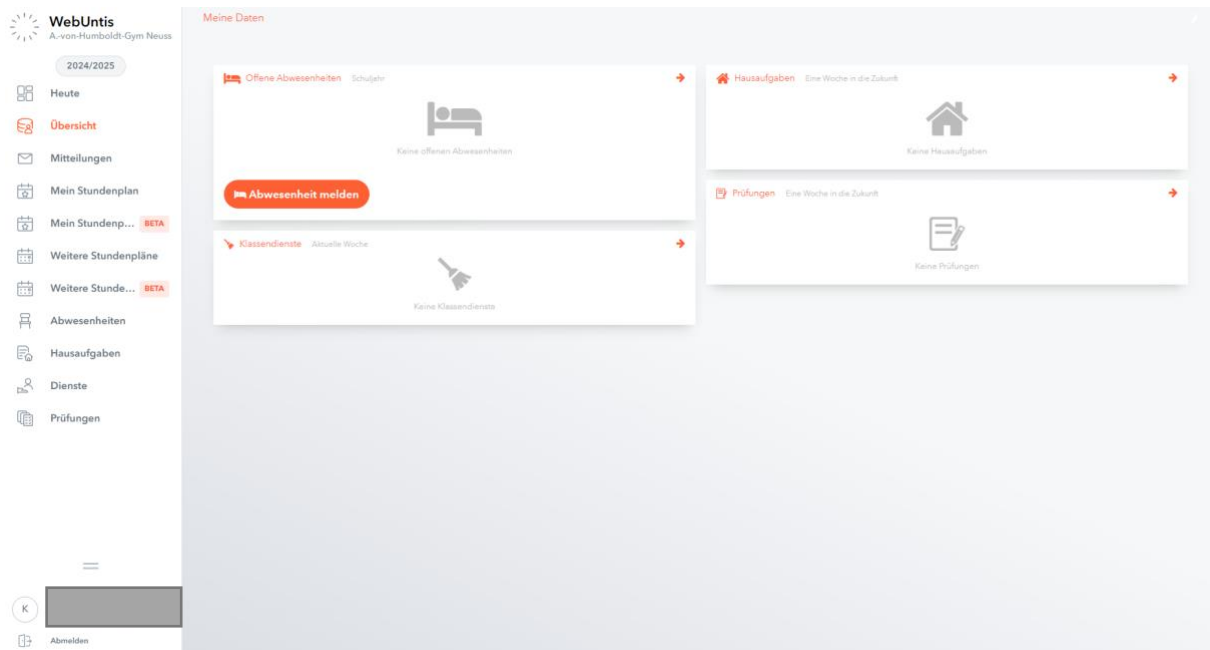 WebUntis
A.-von-Humboldt-Gym Neuss
2024/2025
Heute
Übersicht
Mitteilungen
Mein Stundenplan
Mein Stundenp... BETA
Weitere Stundenpläne
Weitere Stunde... BETA
Abwesenheiten
Hausaufgaben
Dienste
Prüfungen
K
Abmelden
Meine Daten
Offene Abwesenheiten Schuljahr
Keine offenen Abwesenheiten
Abwesenheit melden
Klassendienste Aktuelle Woche
Keine Klassendienste
Hausaufgaben Eine Woche in die Zukunft
Keine Hausaufgaben
Prüfungen Eine Woche in die Zukunft
Keine Prüfungen